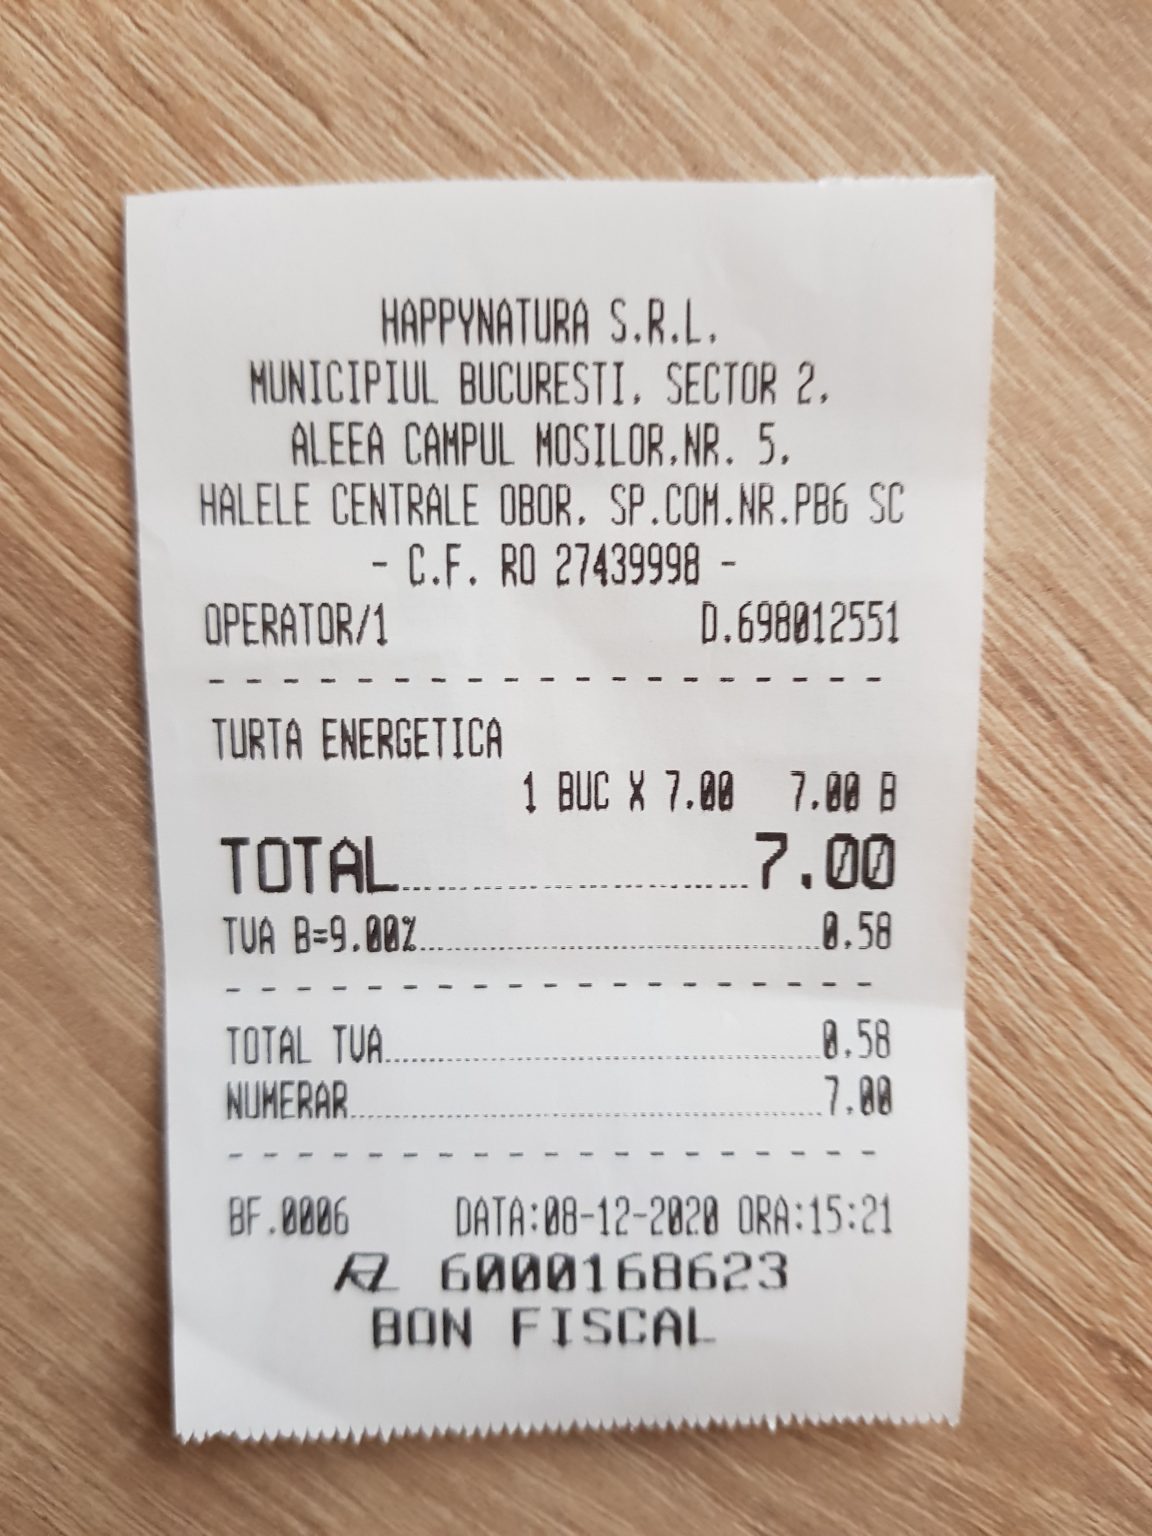 HAPPYNATURA S.R.L.
MUNICIPIUL BUCURESTI, SECTOR 2,
ALEEA CAMPUL MOSILOR,NR. 5,
HALELE CENTRALE OBOR, SP.COM.NR.PB6 SC
- C.F. RO 27439998 -
OPERATOR/1 D.698012551
TURTA ENERGETICA
1 BUC X 7.00 7.00 B
TOTAL 7.00
TVA B=9.00% 0.58
TOTAL TVA 0.58
NUMERAR 7.00
BF.0006 DATA:08-12-2020 ORA:15:21
6000168623
BON FISCAL